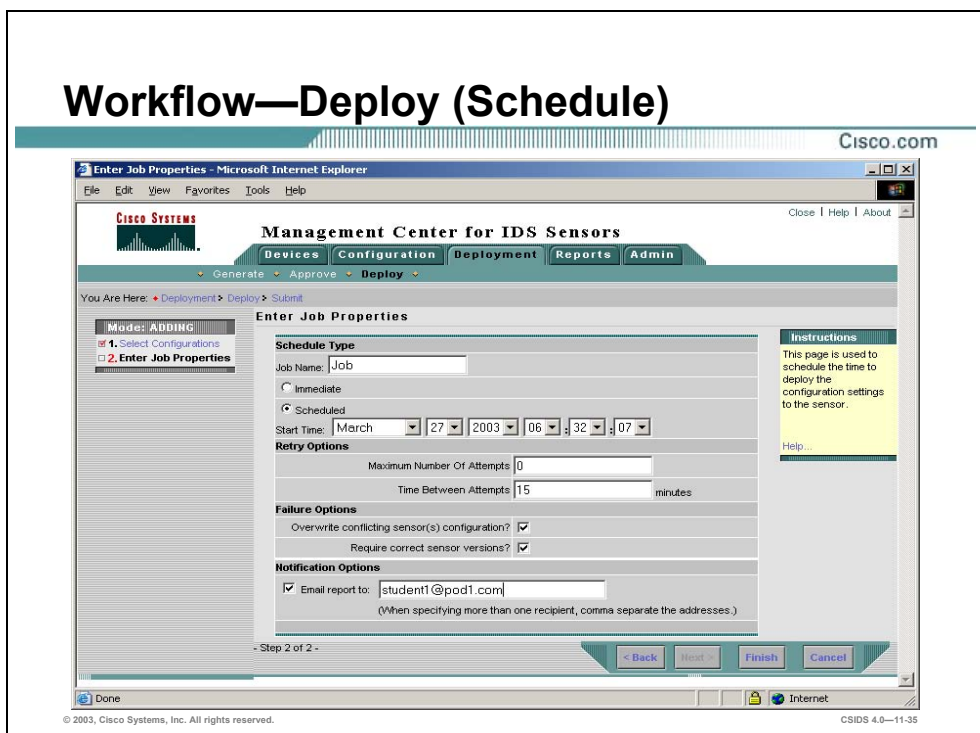 Workflow—Deploy (Schedule)
Cisco.com
Enter Job Properties - Microsoft Internet Explorer
File Edit View Favorites Tools Help
Close | Help | About
CISCO SYSTEMS
Management Center for IDS Sensors
Devices Configuration Deployment Reports Admin
Generate Approve Deploy
You Are Here: Deployment > Deploy > Submit
Mode: ADDING
1. Select Configurations
2. Enter Job Properties
Enter Job Properties
Schedule Type
Job Name: Job
Immediate
Scheduled
Start Time: March 27 2003 06 : 32 : 07
Retry Options
Maximum Number Of Attempts 0
Time Between Attempts 15 minutes
Failure Options
Overwrite conflicting sensor(s) configuration?
Require correct sensor versions?
Notification Options
Email report to: student1@pod1.com
(When specifying more than one recipient, comma separate the addresses.)
Instructions
This page is used to
schedule the time to
deploy the
configuration settings
to the sensor.
Help...
- Step 2 of 2 -
< Back Next > Finish Cancel
Done
Internet
© 2003, Cisco Systems, Inc. All rights reserved.
CSIDS 4.0—11-35